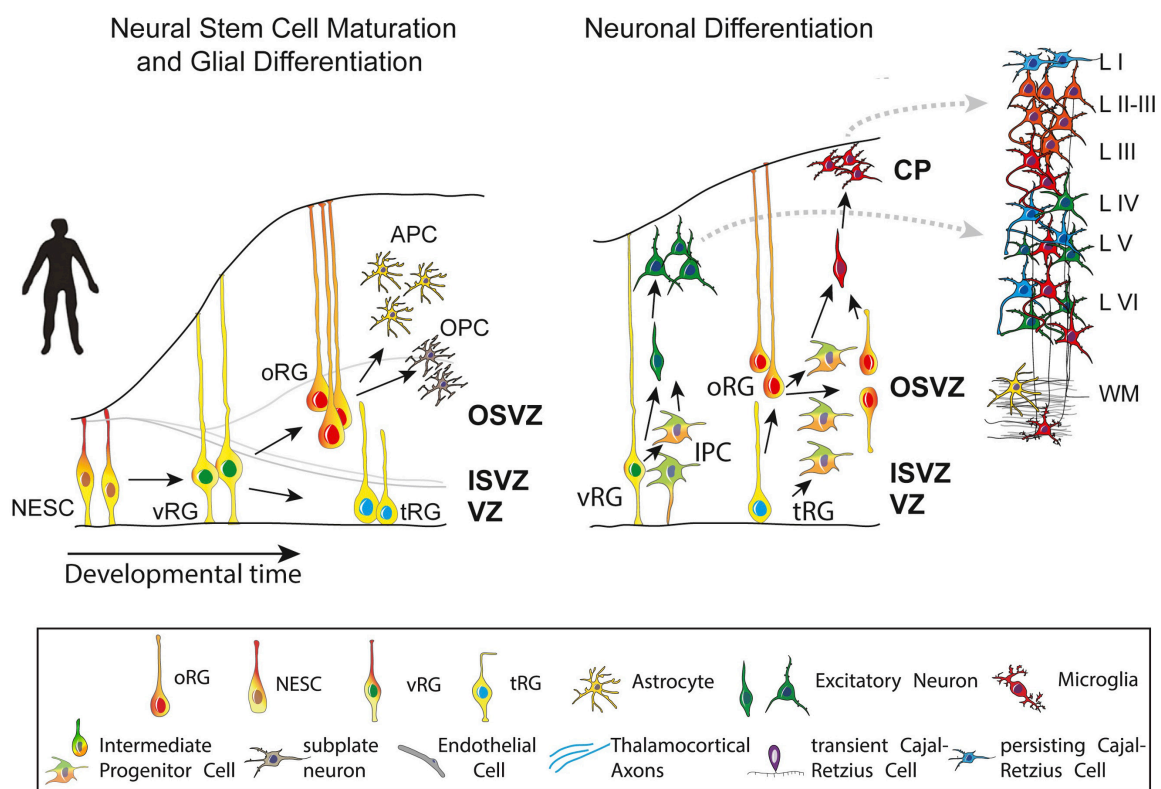 Neural Stem Cell Maturation
and Glial Differentiation
Neuronal Differentiation
APC
OPC
oRG
OSVZ
ISVZ
VZ
NESC
vRG
tRG
Developmental time
CP
oRG
OSVZ
IPC
ISVZ
vRG
tRG
VZ
L I
L II-III
L III
L IV
L V
L VI
WM
oRG
NESC
vRG
tRG
Astrocyte
Excitatory Neuron
Microglia
Intermediate
Progenitor Cell
subplate
neuron
Endothelial
Cell
Thalamocortical
Axons
transient Cajal-
Retzius Cell
persisting Cajal-
Retzius Cell